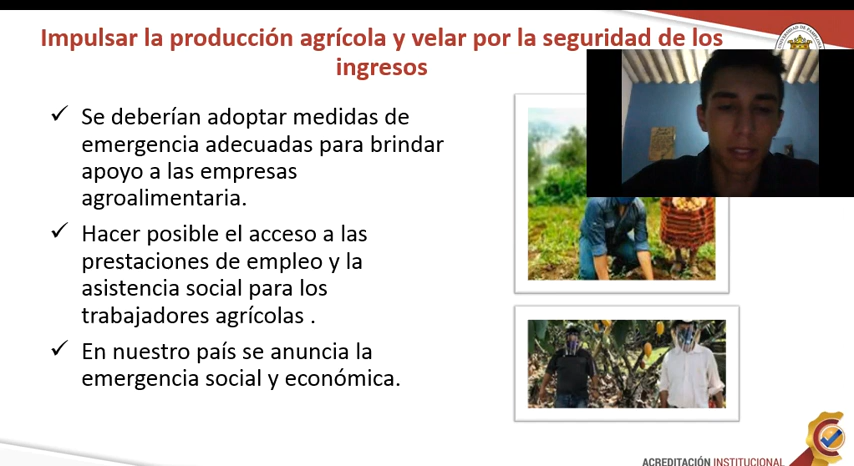 Impulsar la producción agrícola y velar por la seguridad de los
ingresos
Se deberían adoptar medidas de
emergencia adecuadas para brindar
apoyo a las empresas
agroalimentaria.
Hacer posible el acceso a las
prestaciones de empleo y la
asistencia social para los
trabajadores agrícolas .
En nuestro país se anuncia la
emergencia social y económica.
ACREDITACIÓN INSTITUCIONAL